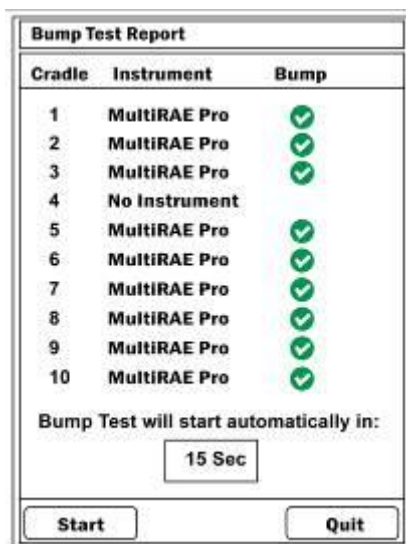 Bump Test Report
Cradle Instrument Bump
1 MultiRAE Pro
2 MultiRAE Pro
3 MultiRAE Pro
4 No Instrument
5 MultiRAE Pro
6 MultiRAE Pro
7 MultiRAE Pro
8 MultiRAE Pro
9 MultiRAE Pro
10 MultiRAE Pro
Bump Test will start automatically in:
15 Sec
Start Quit